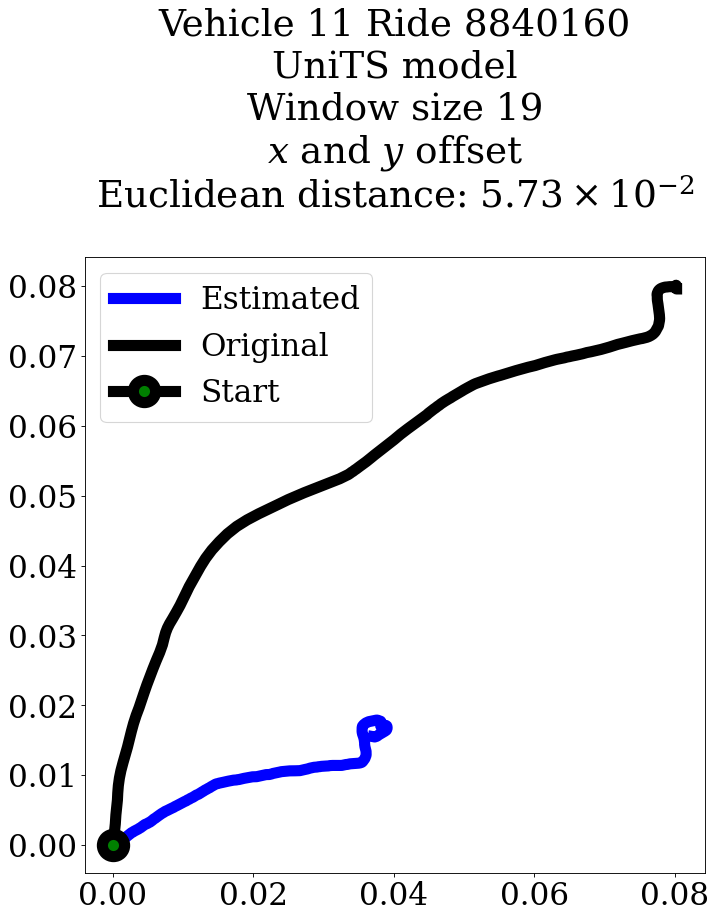 Vehicle 11 Ride 8840160
UniTS model
Window size 19
x and y offset
Euclidean distance: 5.73 × 10⁻²
Estimated
Original
Start
0.08
0.07
0.06
0.05
0.04
0.03
0.02
0.01
0.00
0.00 0.02 0.04 0.06 0.08